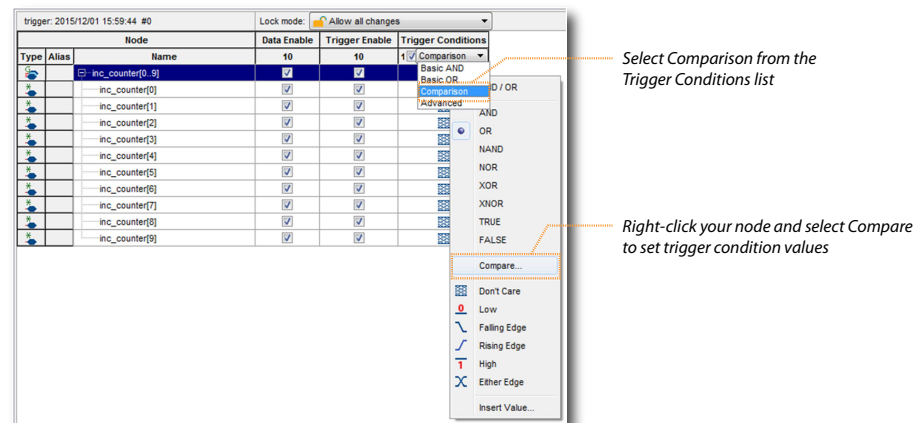 trigger: 2015/12/01 15:59:44 #0 Lock mode: Allow all changes
Node Data Enable Trigger Enable Trigger Conditions
Type Alias Name 10 10 1 Comparison
Basic AND
Basic OR
Comparison
Advanced
inc_counter[0..9]
inc_counter[0]
inc_counter[1]
inc_counter[2]
inc_counter[3]
inc_counter[4]
inc_counter[5]
inc_counter[6]
inc_counter[7]
inc_counter[8]
inc_counter[9]
D / OR
AND
OR
NAND
NOR
XOR
XNOR
TRUE
FALSE
Compare...
Don't Care
0 Low
Falling Edge
Rising Edge
1 High
Either Edge
Insert Value...
Select Comparison from the
Trigger Conditions list
Right-click your node and select Compare
to set trigger condition values